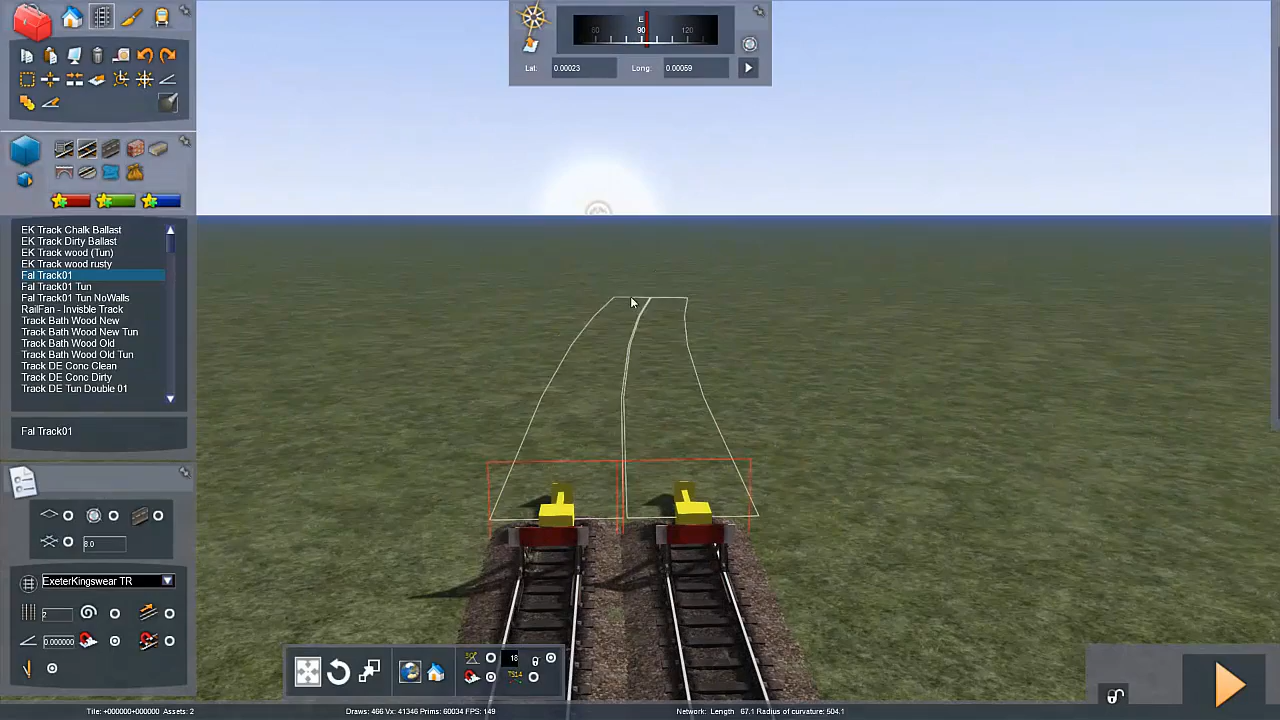 E
60 90 120
Lat: 0.00023 Long: 0.00059
EK Track Chalk Ballast
EK Track Dirty Ballast
EK Track wood (Tun)
EK Track wood rusty
Fal Track01
Fal Track01 Tun
Fal Track01 Tun NoWalls
RailFan - Invisble Track
Track Bath Wood New
Track Bath Wood New Tun
Track Bath Wood Old
Track Bath Wood Old Tun
Track DE Conc Clean
Track DE Conc Dirty
Track DE Tun Double 01
Fal Track01
8.0
ExeterKingswear TR
2
0.000000
18
TS14
Tile: +000000+000000 Assets: 2
Draws: 466 Vx: 41346 Prims: 60034 FPS: 149
Network: Length 67.1 Radius of curvature: 504.1